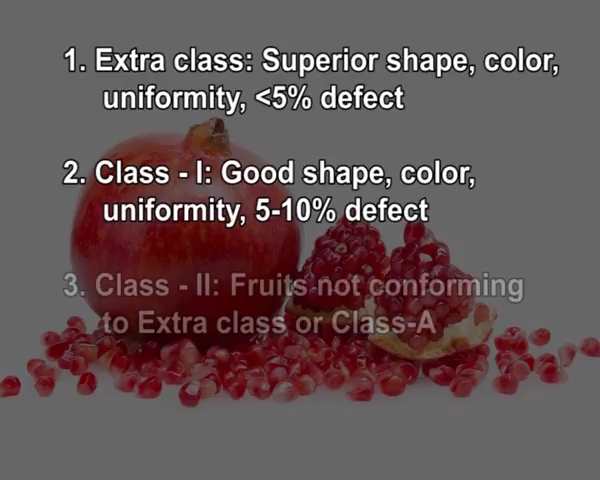 1. Extra class: Superior shape, color,
uniformity, <5% defect
2. Class - I: Good shape, color,
uniformity, 5-10% defect
3. Class - II: Fruits not conforming
to Extra class or Class-A